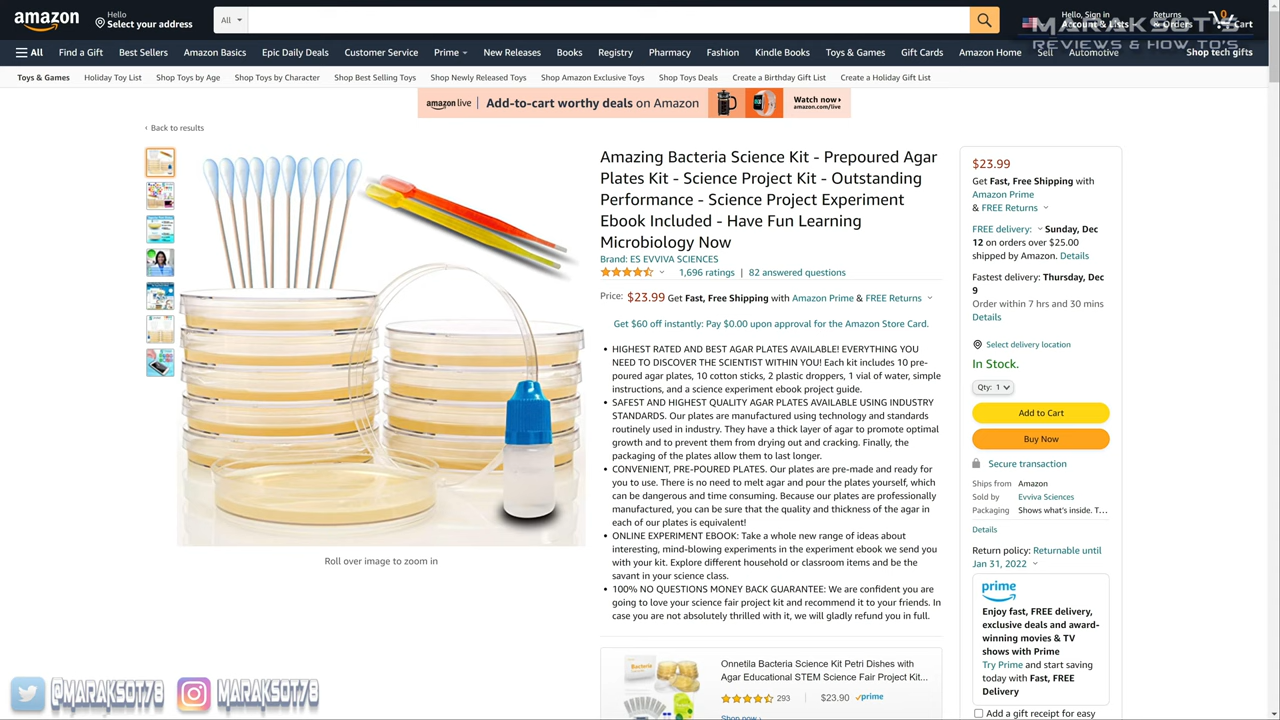 amazon
Hello
Select your address
All
Hello, Sign in
Account & Lists
Returns
& Orders
0
Cart
MARAKSOT'S
REVIEWS & HOW TO'S
All
Find a Gift
Best Sellers
Amazon Basics
Epic Daily Deals
Customer Service
Prime
New Releases
Books
Registry
Pharmacy
Fashion
Kindle Books
Toys & Games
Gift Cards
Amazon Home
Sell
Automotive
Shop tech gifts
Toys & Games
Holiday Toy List
Shop Toys by Age
Shop Toys by Character
Shop Best Selling Toys
Shop Newly Released Toys
Shop Amazon Exclusive Toys
Shop Toys Deals
Create a Birthday Gift List
Create a Holiday Gift List
amazon live
Add-to-cart worthy deals on Amazon
Watch now
amazon.com/live
‹ Back to results
Amazing Bacteria Science Kit - Prepoured Agar
Plates Kit - Science Project Kit - Outstanding
Performance - Science Project Experiment
Ebook Included - Have Fun Learning
Microbiology Now
Brand: ES EVVIVA SCIENCES
1,696 ratings | 82 answered questions
Price: $23.99 Get Fast, Free Shipping with Amazon Prime & FREE Returns
Get $60 off instantly: Pay $0.00 upon approval for the Amazon Store Card.
• HIGHEST RATED AND BEST AGAR PLATES AVAILABLE! EVERYTHING YOU
NEED TO DISCOVER THE SCIENTIST WITHIN YOU! Each kit includes 10 pre-
poured agar plates, 10 cotton sticks, 2 plastic droppers, 1 vial of water, simple
instructions, and a science experiment ebook project guide.
• SAFEST AND HIGHEST QUALITY AGAR PLATES AVAILABLE USING INDUSTRY
STANDARDS. Our plates are manufactured using technology and standards
routinely used in industry. They have a thick layer of agar to promote optimal
growth and to prevent them from drying out and cracking. Finally, the
packaging of the plates allow them to last longer.
• CONVENIENT, PRE-POURED PLATES. Our plates are pre-made and ready for
you to use. There is no need to melt agar and pour the plates yourself, which
can be dangerous and time consuming. Because our plates are professionally
manufactured, you can be sure that the quality and thickness of the agar in
each of our plates is equivalent!
• ONLINE EXPERIMENT EBOOK: Take a whole new range of ideas about
interesting, mind-blowing experiments in the experiment ebook we send you
with your kit. Explore different household or classroom items and be the
savant in your science class.
• 100% NO QUESTIONS MONEY BACK GUARANTEE: We are confident you are
going to love your science fair project kit and recommend it to your friends. In
case you are not absolutely thrilled with it, we will gladly refund you in full.
Roll over image to zoom in
Bacteria
Onnetila Bacteria Science Kit Petri Dishes with
Agar Educational STEM Science Fair Project Kit...
293 | $23.90 prime
Shop now ›
$23.99
Get Fast, Free Shipping with
Amazon Prime
& FREE Returns
FREE delivery: Sunday, Dec
12 on orders over $25.00
shipped by Amazon. Details
Fastest delivery: Thursday, Dec
9
Order within 7 hrs and 30 mins
Details
Select delivery location
In Stock.
Qty: 1
Add to Cart
Buy Now
Secure transaction
Ships from Amazon
Sold by Evviva Sciences
Packaging Shows what's inside. T...
Details
Return policy: Returnable until
Jan 31, 2022
prime
Enjoy fast, FREE delivery,
exclusive deals and award-
winning movies & TV
shows with Prime
Try Prime and start saving
today with Fast, FREE
Delivery
Add a gift receipt for easy
@MARAKSOT78
MARAKSOT78